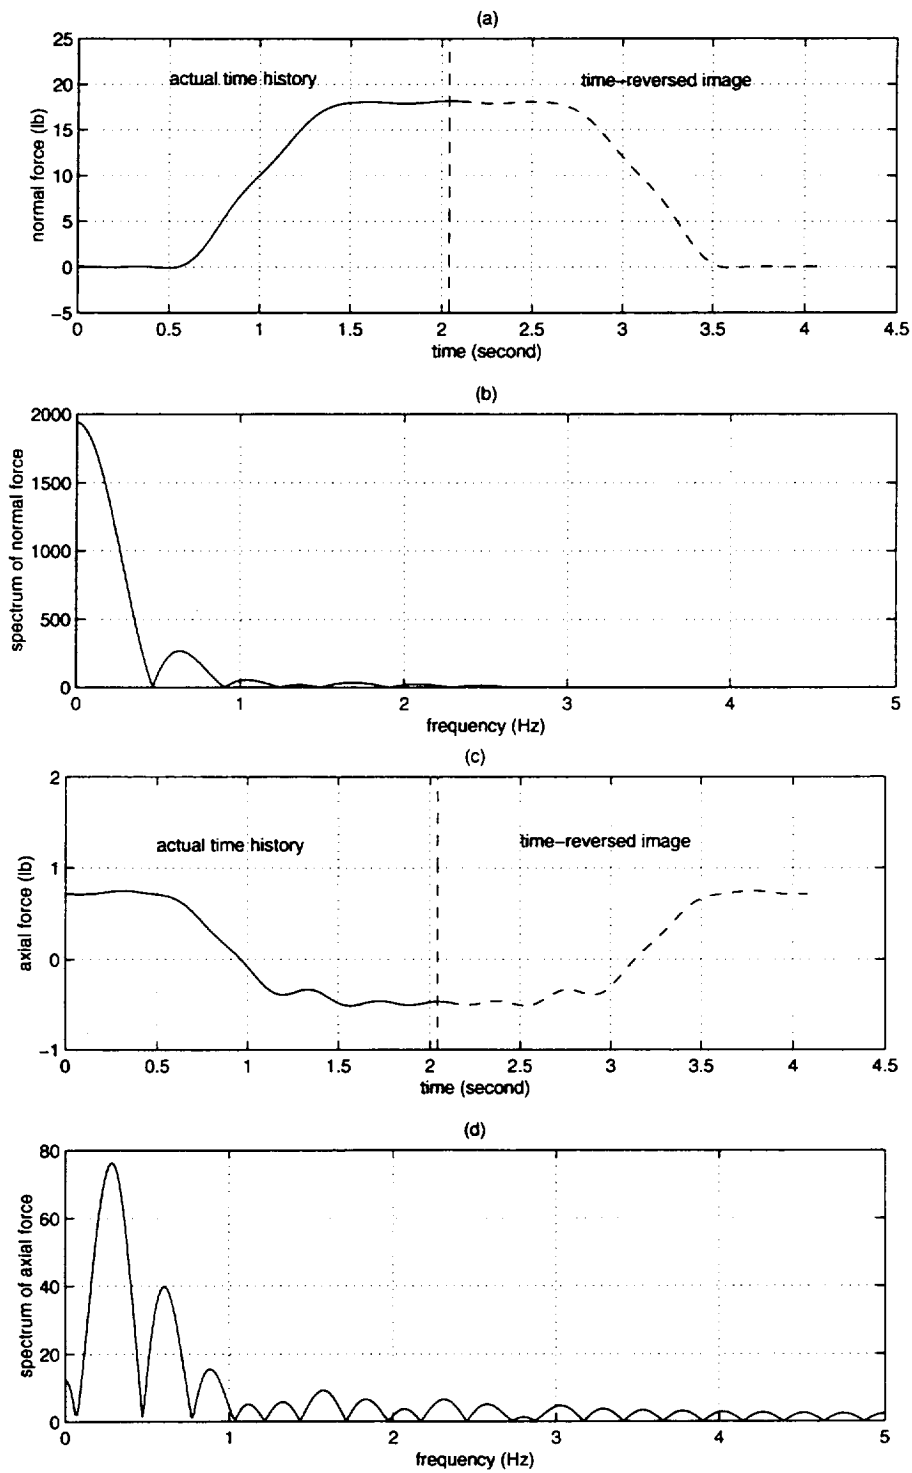 (a)
25
20
15
10
5
0
−5
normal force (lb)
actual time history
time−reversed image
0 0.5 1 1.5 2 2.5 3 3.5 4 4.5
time (second)
(b)
2000
1500
1000
500
0
spectrum of normal force
0 1 2 3 4 5
frequency (Hz)
(c)
2
1
0
−1
axial force (lb)
actual time history
time−reversed image
0 0.5 1 1.5 2 2.5 3 3.5 4 4.5
time (second)
(d)
80
60
40
20
0
spectrum of axial force
0 1 2 3 4 5
frequency (Hz)